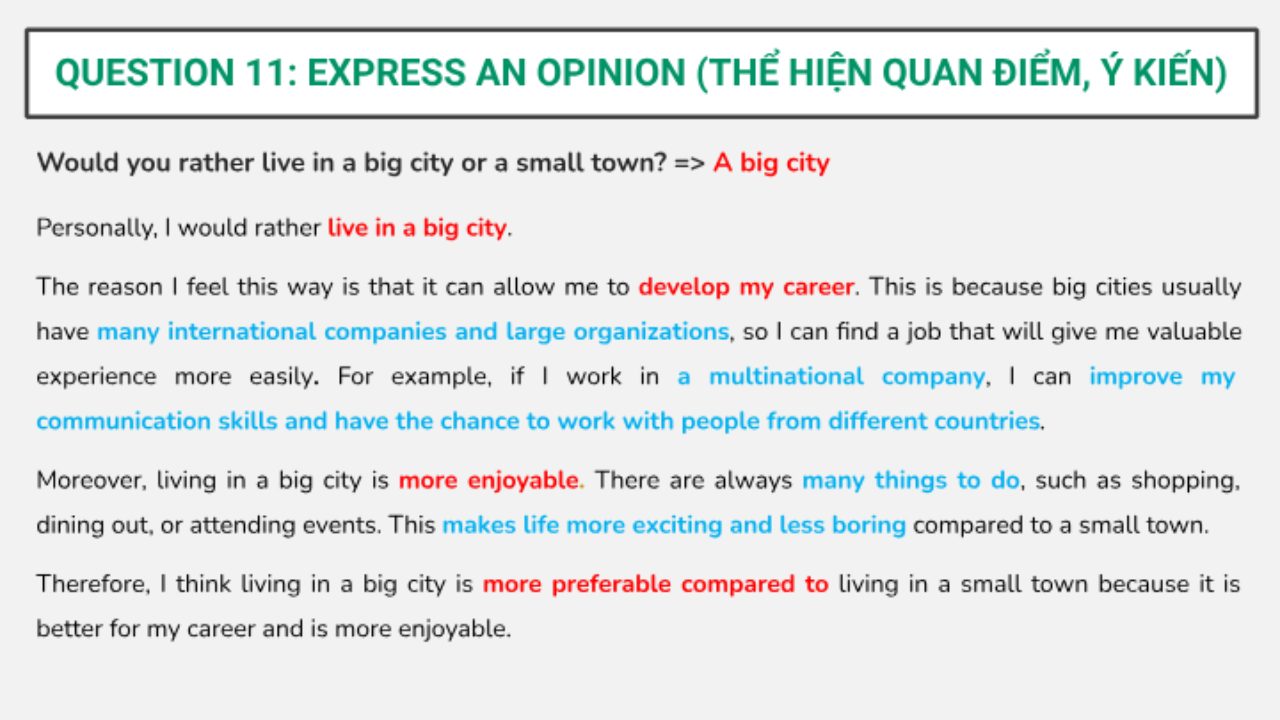 QUESTION 11: EXPRESS AN OPINION (THỂ HIỆN QUAN ĐIỂM, Ý KIẾN)
Would you rather live in a big city or a small town? => A big city
Personally, I would rather live in a big city.
The reason I feel this way is that it can allow me to develop my career. This is because big cities usually
have many international companies and large organizations, so I can find a job that will give me valuable
experience more easily. For example, if I work in a multinational company, I can improve my
communication skills and have the chance to work with people from different countries.
Moreover, living in a big city is more enjoyable. There are always many things to do, such as shopping,
dining out, or attending events. This makes life more exciting and less boring compared to a small town.
Therefore, I think living in a big city is more preferable compared to living in a small town because it is
better for my career and is more enjoyable.